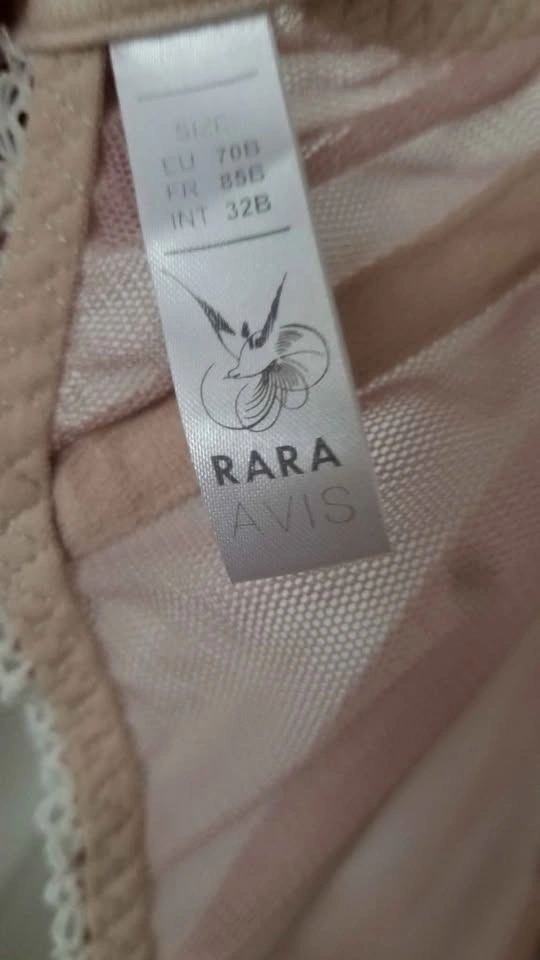 SIZE
EU 70B
FR 85B
INT 32B
RARA
AVIS